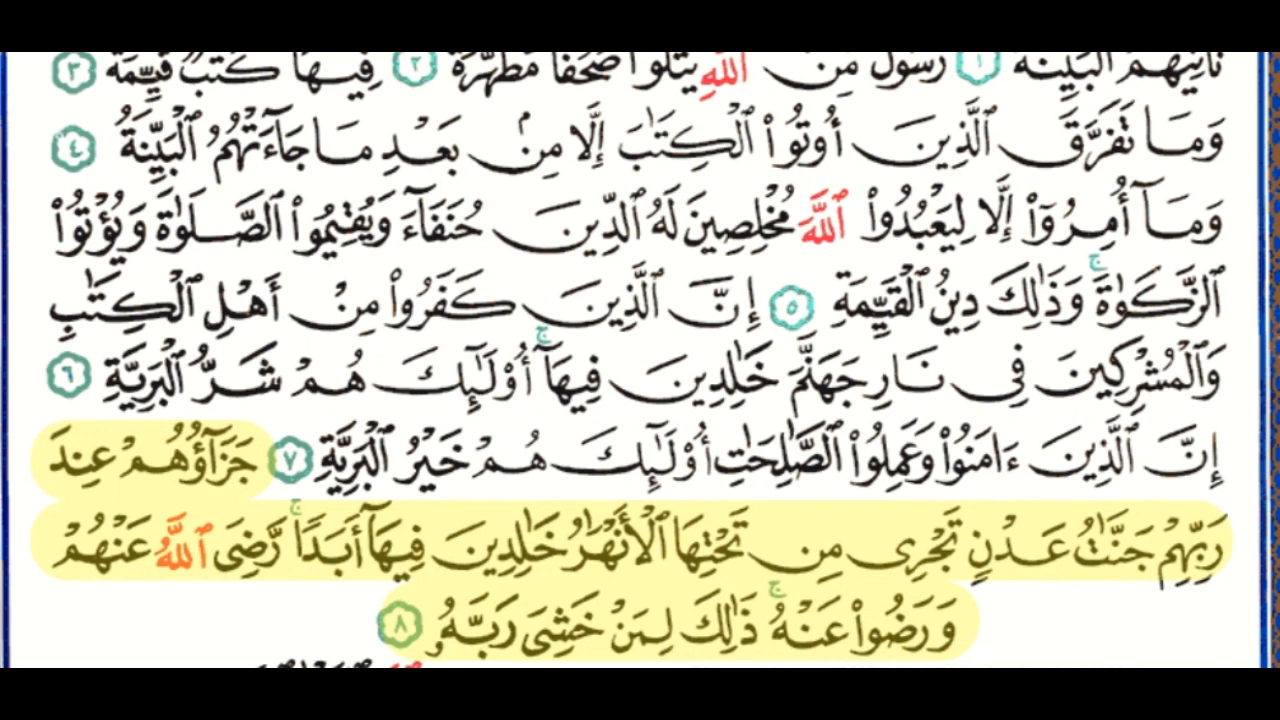 تَأْتِيَهُمُ ٱلْبَيِّنَةُ ١ رَسُولٌ مِّنَ ٱللَّهِ يَتْلُوا۟ صُحُفًا مُّطَهَّرَةً ٢ فِيهَا كُتُبٌ قَيِّمَةٌ ٣
وَمَا تَفَرَّقَ ٱلَّذِينَ أُوتُوا۟ ٱلْكِتَٰبَ إِلَّا مِنۢ بَعْدِ مَا جَآءَتْهُمُ ٱلْبَيِّنَةُ ٤
وَمَآ أُمِرُوٓا۟ إِلَّا لِيَعْبُدُوا۟ ٱللَّهَ مُخْلِصِينَ لَهُ ٱلدِّينَ حُنَفَآءَ وَيُقِيمُوا۟ ٱلصَّلَوٰةَ وَيُؤْتُوا۟
ٱلزَّكَوٰةَ ۚ وَذَٰلِكَ دِينُ ٱلْقَيِّمَةِ ٥ إِنَّ ٱلَّذِينَ كَفَرُوا۟ مِنْ أَهْلِ ٱلْكِتَٰبِ
وَٱلْمُشْرِكِينَ فِى نَارِ جَهَنَّمَ خَٰلِدِينَ فِيهَآ ۚ أُو۟لَٰٓئِكَ هُمْ شَرُّ ٱلْبَرِيَّةِ ٦
إِنَّ ٱلَّذِينَ ءَامَنُوا۟ وَعَمِلُوا۟ ٱلصَّٰلِحَٰتِ أُو۟لَٰٓئِكَ هُمْ خَيْرُ ٱلْبَرِيَّةِ ٧ جَزَآؤُهُمْ عِندَ
رَبِّهِمْ جَنَّٰتُ عَدْنٍ تَجْرِى مِن تَحْتِهَا ٱلْأَنْهَٰرُ خَٰلِدِينَ فِيهَآ أَبَدًا ۖ رَّضِىَ ٱللَّهُ عَنْهُمْ
وَرَضُوا۟ عَنْهُ ۚ ذَٰلِكَ لِمَنْ خَشِىَ رَبَّهُۥ ٨